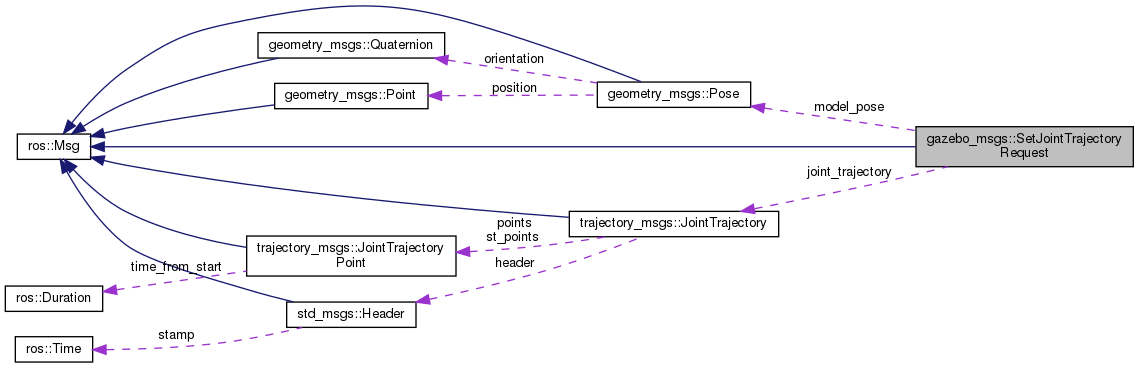 geometry_msgs::Quaternion
orientation
geometry_msgs::Point
position
geometry_msgs::Pose
model_pose
ros::Msg
gazebo_msgs::SetJointTrajectory
Request
joint_trajectory
trajectory_msgs::JointTrajectory
points
st_points
trajectory_msgs::JointTrajectory
Point
header
time_from_start
ros::Duration
std_msgs::Header
stamp
ros::Time